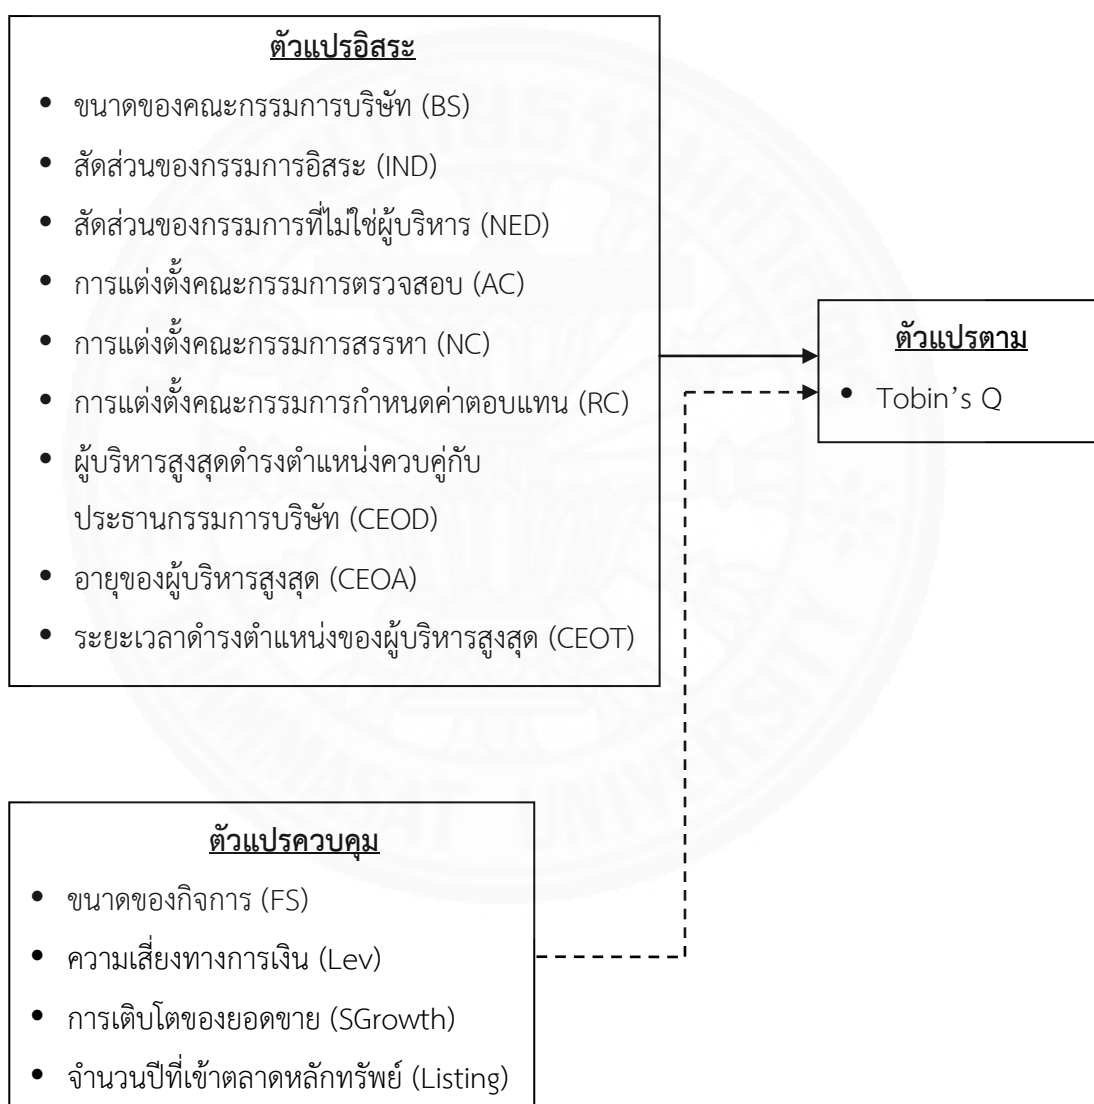 ตัวแปรอิสระ
• ขนาดของคณะกรรมการบริษัท (BS)
• สัดส่วนของกรรมการอิสระ (IND)
• สัดส่วนของกรรมการที่ไม่ใช่ผู้บริหาร (NED)
• การแต่งตั้งคณะกรรมการตรวจสอบ (AC)
• การแต่งตั้งคณะกรรมการสรรหา (NC)
• การแต่งตั้งคณะกรรมการกำหนดค่าตอบแทน (RC)
• ผู้บริหารสูงสุดดำรงตำแหน่งควบคู่กับ
ประธานกรรมการบริษัท (CEOD)
• อายุของผู้บริหารสูงสุด (CEOA)
• ระยะเวลาดำรงตำแหน่งของผู้บริหารสูงสุด (CEOT)
ตัวแปรตาม
• Tobin's Q
ตัวแปรควบคุม
• ขนาดของกิจการ (FS)
• ความเสี่ยงทางการเงิน (Lev)
• การเติบโตของยอดขาย (SGrowth)
• จำนวนปีที่เข้าตลาดหลักทรัพย์ (Listing)
THAMMASAT UNIVERSITY